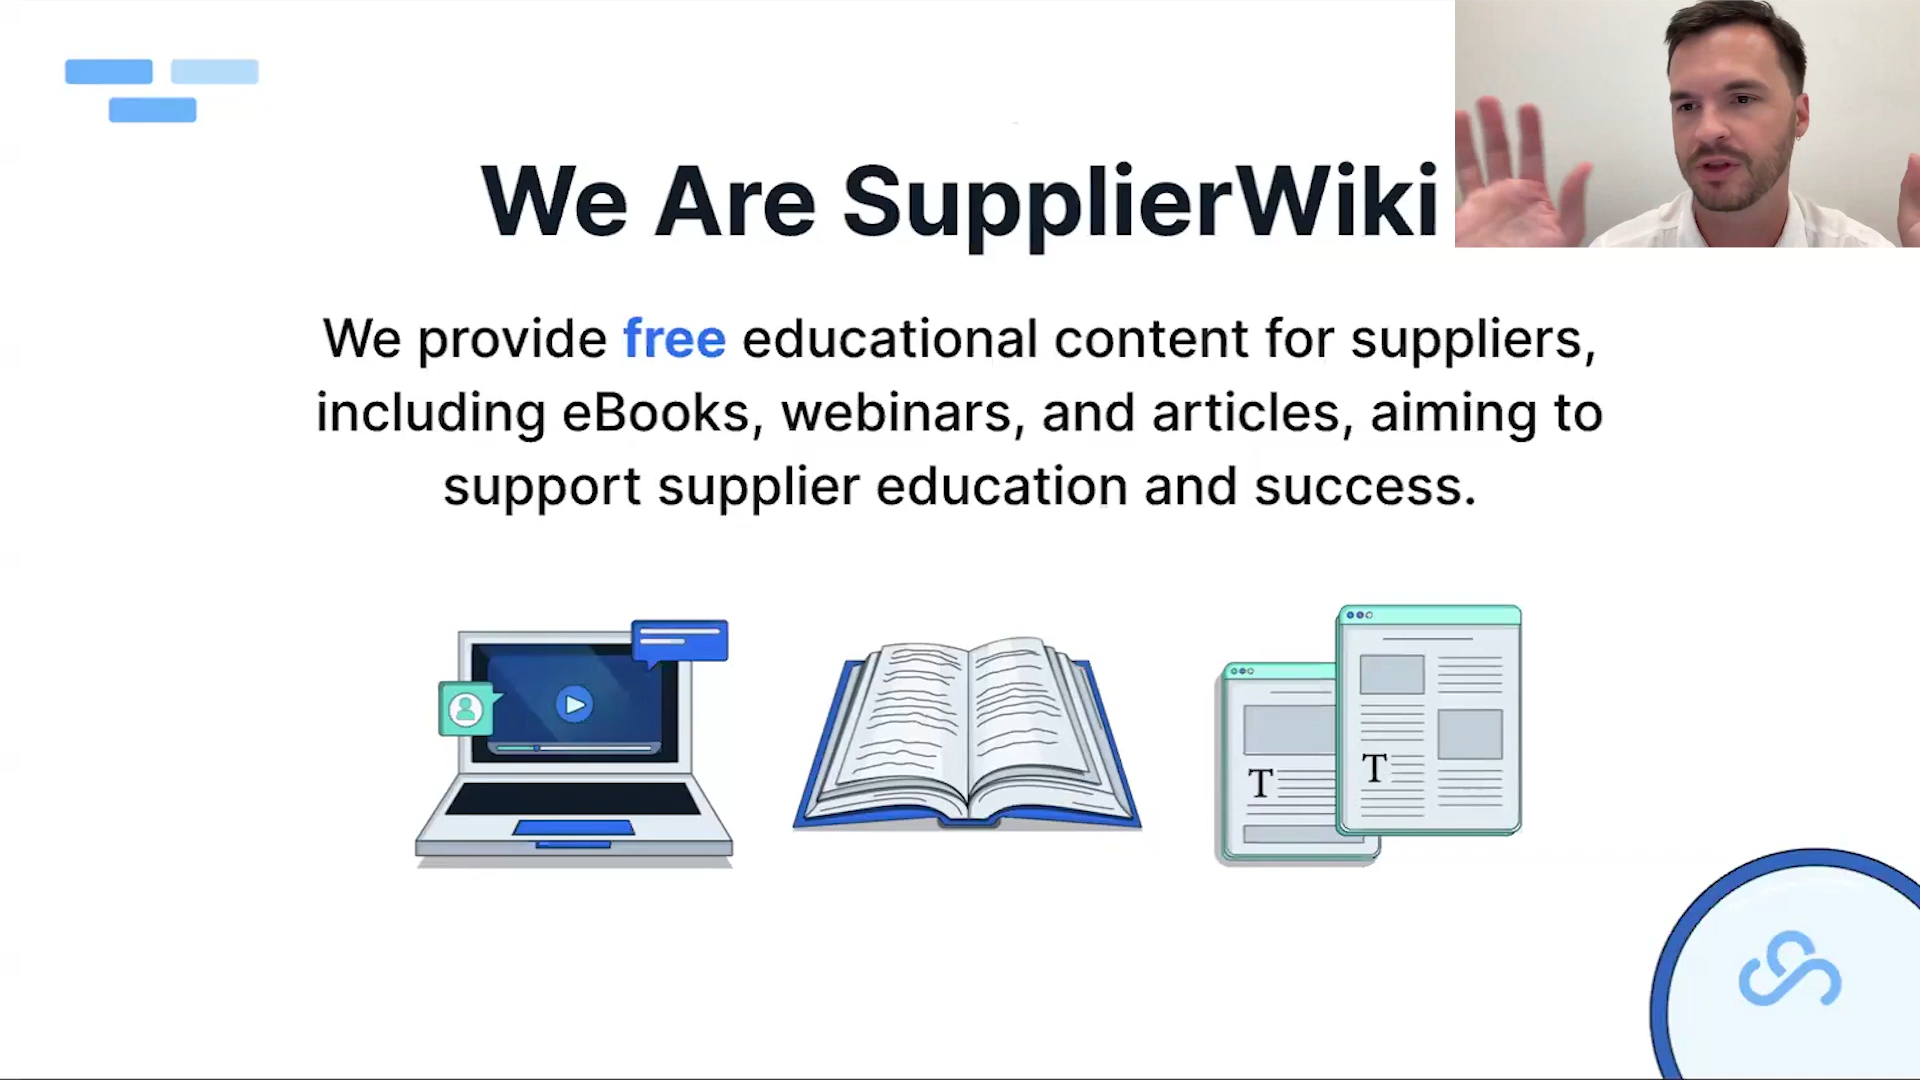 We Are SupplierWiki
We provide free educational content for suppliers,
including eBooks, webinars, and articles, aiming to
support supplier education and success.
T
T